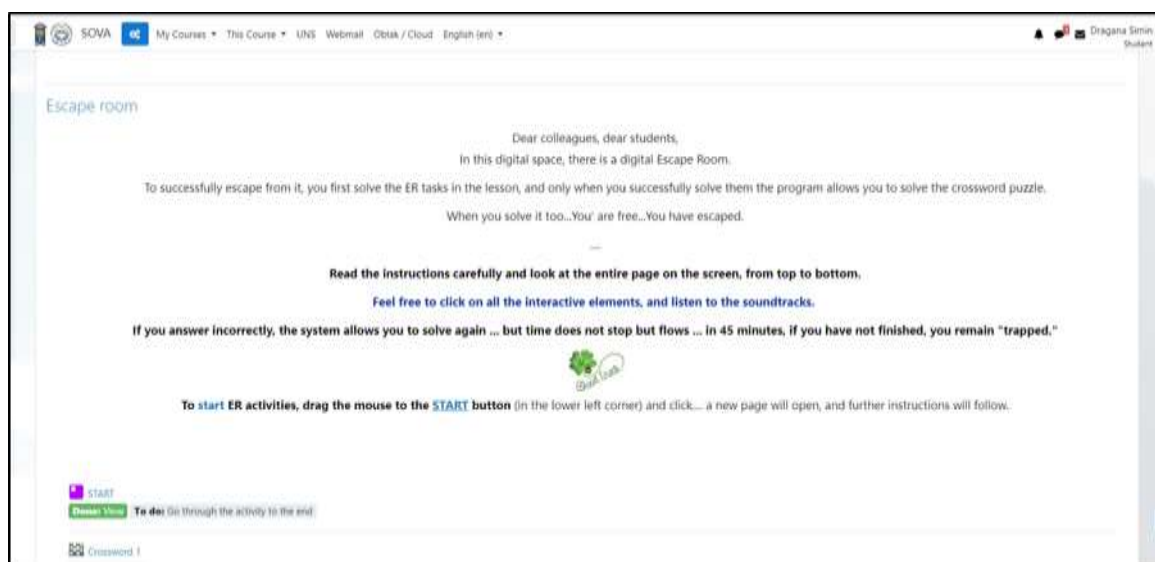 SOVA My Courses This Course UNS Webmail Oblak / Cloud English (en) Dragana Simin
Student
Escape room
Dear colleagues, dear students,
In this digital space, there is a digital Escape Room.
To successfully escape from it, you first solve the ER tasks in the lesson, and only when you successfully solve them the program allows you to solve the crossword puzzle.
When you solve it too...You' are free...You have escaped.
...
Read the instructions carefully and look at the entire page on the screen, from top to bottom.
Feel free to click on all the interactive elements, and listen to the soundtracks.
If you answer incorrectly, the system allows you to solve again ... but time does not stop but flows ... in 45 minutes, if you have not finished, you remain "trapped."
Good Luck
To start ER activities, drag the mouse to the START button (in the lower left corner) and click... a new page will open, and further instructions will follow.
START
Done: View To do: Go through the activity to the end
Crossword 1